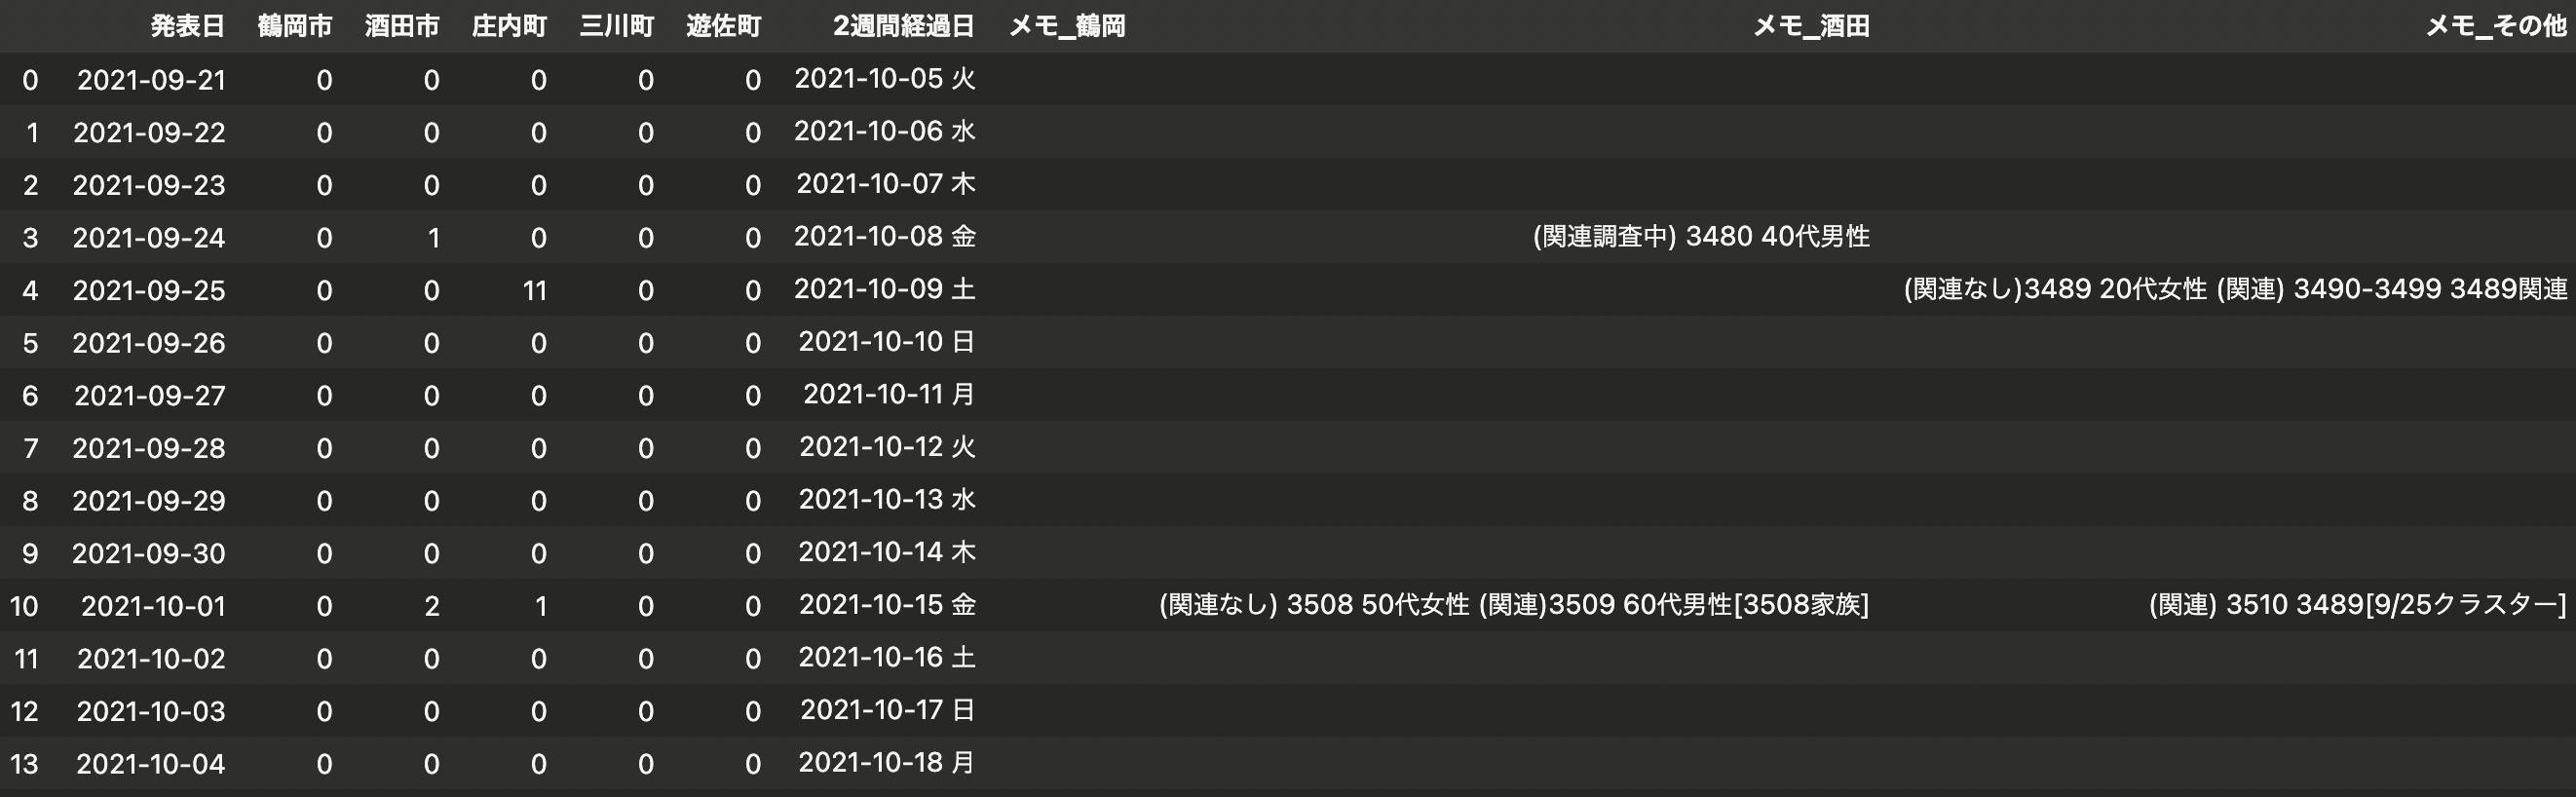 発表日 鶴岡市 酒田市 庄内町 三川町 遊佐町 2週間経過日 メモ_鶴岡 メモ_酒田 メモ_その他
0 2021-09-21 0 0 0 0 0 2021-10-05 火
1 2021-09-22 0 0 0 0 0 2021-10-06 水
2 2021-09-23 0 0 0 0 0 2021-10-07 木
3 2021-09-24 0 1 0 0 0 2021-10-08 金 (関連調査中) 3480 40代男性
4 2021-09-25 0 0 11 0 0 2021-10-09 土 (関連なし)3489 20代女性 (関連) 3490-3499 3489関連
5 2021-09-26 0 0 0 0 0 2021-10-10 日
6 2021-09-27 0 0 0 0 0 2021-10-11 月
7 2021-09-28 0 0 0 0 0 2021-10-12 火
8 2021-09-29 0 0 0 0 0 2021-10-13 水
9 2021-09-30 0 0 0 0 0 2021-10-14 木
10 2021-10-01 0 2 1 0 0 2021-10-15 金 (関連なし) 3508 50代女性 (関連)3509 60代男性[3508家族] (関連) 3510 3489[9/25クラスター]
11 2021-10-02 0 0 0 0 0 2021-10-16 土
12 2021-10-03 0 0 0 0 0 2021-10-17 日
13 2021-10-04 0 0 0 0 0 2021-10-18 月